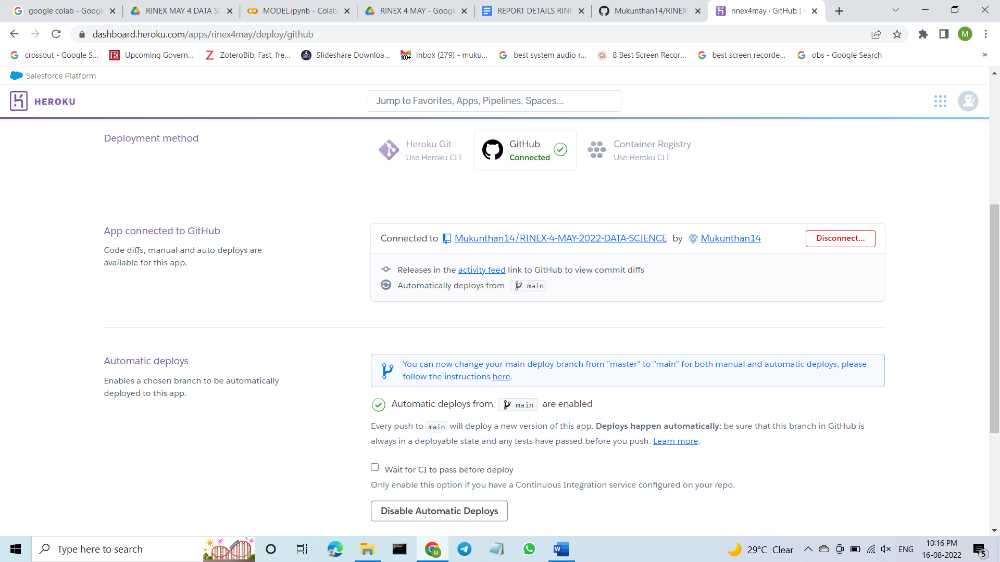 google colab - Googl
RINEX MAY 4 DATA SC
MODEL.ipynb - Colab
RINEX 4 MAY - Googl
REPORT DETAILS RINE
Mukunthan14/RINEX-
rinex4may · GitHub | H
dashboard.heroku.com/apps/rinex4may/deploy/github
M
crossout - Google S...
Upcoming Govern...
ZoteroBib: Fast, fre...
Slideshare Downloa...
100+
Inbox (279) - muku...
best system audio r...
8 Best Screen Recor...
best screen recorde...
obs - Google Search
»
Salesforce Platform
HEROKU
Jump to Favorites, Apps, Pipelines, Spaces...
Deployment method
Heroku Git
Use Heroku CLI
GitHub
Connected
Container Registry
Use Heroku CLI
App connected to GitHub
Code diffs, manual and auto deploys are
available for this app.
Connected to Mukunthan14/RINEX-4-MAY-2022-DATA-SCIENCE by Mukunthan14
Disconnect...
Releases in the activity feed link to GitHub to view commit diffs
Automatically deploys from main
Automatic deploys
Enables a chosen branch to be automatically
deployed to this app.
You can now change your main deploy branch from "master" to "main" for both manual and automatic deploys, please
follow the instructions here.
Automatic deploys from main are enabled
Every push to main will deploy a new version of this app. Deploys happen automatically: be sure that this branch in GitHub is
always in a deployable state and any tests have passed before you push. Learn more.
Wait for CI to pass before deploy
Only enable this option if you have a Continuous Integration service configured on your repo.
Disable Automatic Deploys
Type here to search
M
W
29°C Clear
ENG
10:16 PM
16-08-2022
5